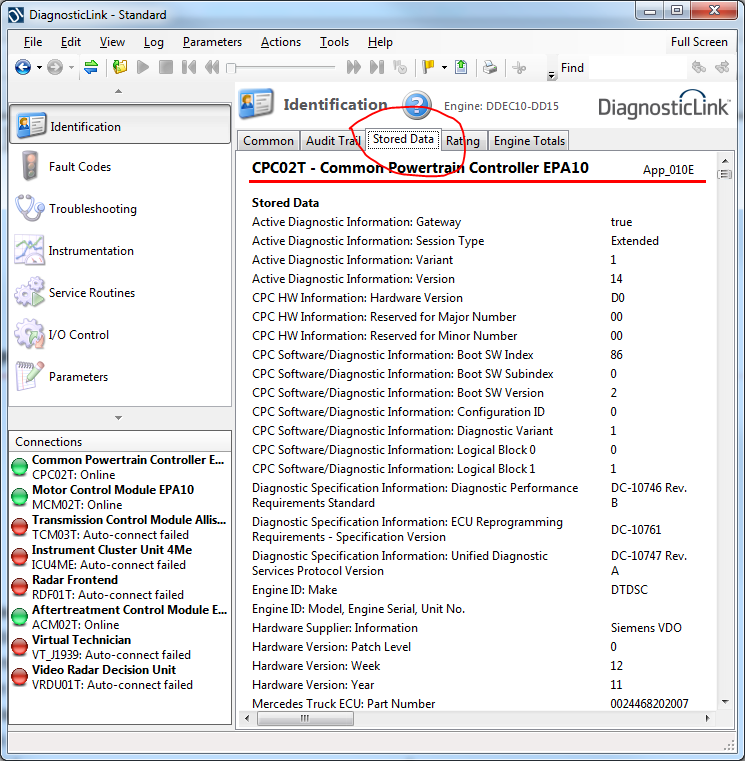 DiagnosticLink - Standard
File Edit View Log Parameters Actions Tools Help Full Screen
Find
Identification
Fault Codes
Troubleshooting
Instrumentation
Service Routines
I/O Control
Parameters
Connections
Common Powertrain Controller E...
CPC02T: Online
Motor Control Module EPA10
MCM02T: Online
Transmission Control Module Allis...
TCM03T: Auto-connect failed
Instrument Cluster Unit 4Me
ICU4ME: Auto-connect failed
Radar Frontend
RDF01T: Auto-connect failed
Aftertreatment Control Module E...
ACM02T: Online
Virtual Technician
VT_J1939: Auto-connect failed
Video Radar Decision Unit
VRDU01T: Auto-connect failed
Identification ? Engine: DDEC10-DD15 DiagnosticLink
Common Audit Trail Stored Data Rating Engine Totals
CPC02T - Common Powertrain Controller EPA10 App_010E
Stored Data
Active Diagnostic Information: Gateway true
Active Diagnostic Information: Session Type Extended
Active Diagnostic Information: Variant 1
Active Diagnostic Information: Version 14
CPC HW Information: Hardware Version D0
CPC HW Information: Reserved for Major Number 00
CPC HW Information: Reserved for Minor Number 00
CPC Software/Diagnostic Information: Boot SW Index 86
CPC Software/Diagnostic Information: Boot SW Subindex 0
CPC Software/Diagnostic Information: Boot SW Version 2
CPC Software/Diagnostic Information: Configuration ID 0
CPC Software/Diagnostic Information: Diagnostic Variant 1
CPC Software/Diagnostic Information: Logical Block 0 0
CPC Software/Diagnostic Information: Logical Block 1 1
Diagnostic Specification Information: Diagnostic Performance DC-10746 Rev.
Requirements Standard B
Diagnostic Specification Information: ECU Reprogramming
Requirements - Specification Version DC-10761
Diagnostic Specification Information: Unified Diagnostic DC-10747 Rev.
Services Protocol Version A
Engine ID: Make DTDSC
Engine ID: Model, Engine Serial, Unit No.
Hardware Supplier: Information Siemens VDO
Hardware Version: Patch Level 0
Hardware Version: Week 12
Hardware Version: Year 11
Mercedes Truck ECU: Part Number 0024468202007